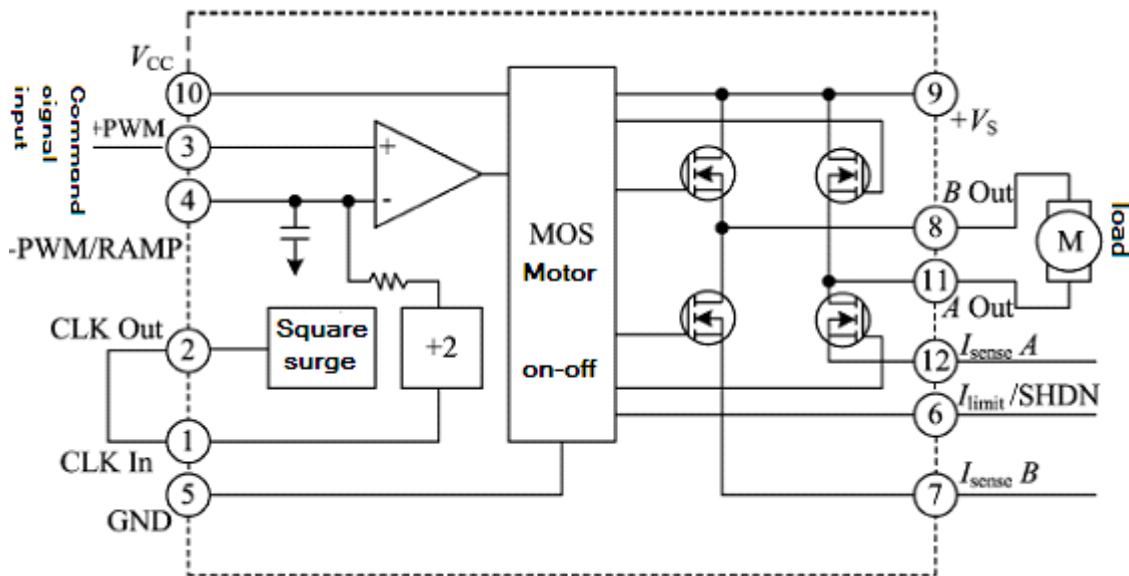 V_CC
10
9
+V_S
Command oignal input
+PWM
3
+
4
-
-PWM/RAMP
B Out
8
M
load
MOS
Motor
on-off
11
A Out
CLK Out
2
Square
surge
+2
12
I_sense A
6
I_limit/SHDN
1
CLK In
5
GND
7
I_sense B